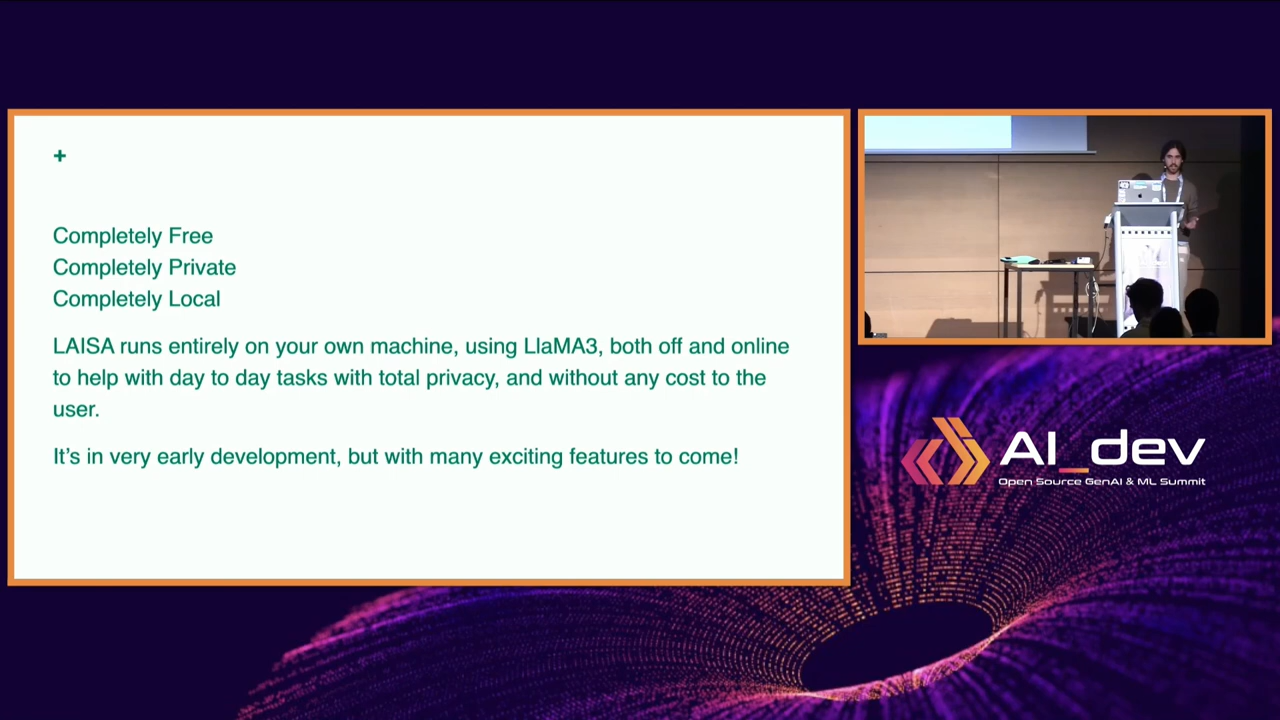 +
Completely Free
Completely Private
Completely Local
LAISA runs entirely on your own machine, using LlaMA3, both off and online
to help with day to day tasks with total privacy, and without any cost to the
user.
It’s in very early development, but with many exciting features to come!
AI_dev
Open Source GenAI & ML Summit